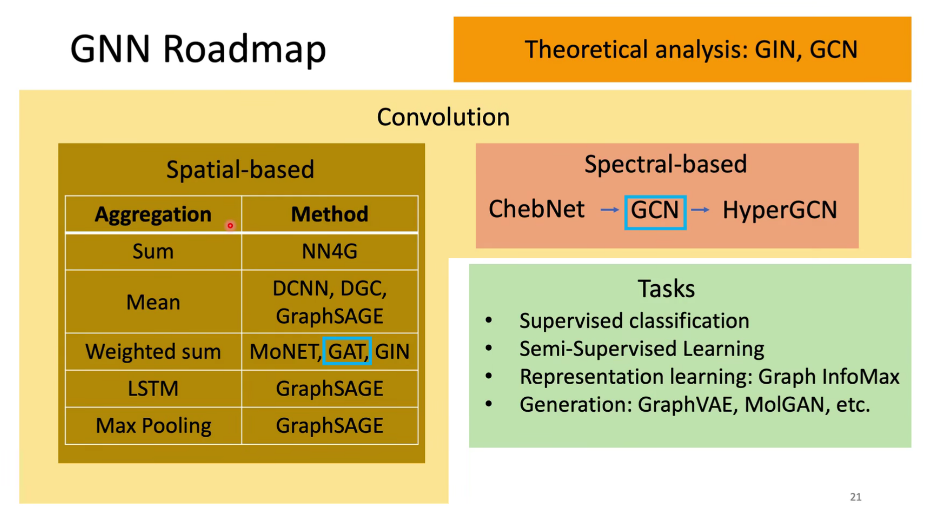 GNN Roadmap
Theoretical analysis: GIN, GCN
Convolution
Spatial-based
Aggregation Method
Sum NN4G
Mean DCNN, DGC,
GraphSAGE
Weighted sum MoNET, GAT, GIN
LSTM GraphSAGE
Max Pooling GraphSAGE
Spectral-based
ChebNet → GCN → HyperGCN
Tasks
• Supervised classification
• Semi-Supervised Learning
• Representation learning: Graph InfoMax
• Generation: GraphVAE, MolGAN, etc.
21